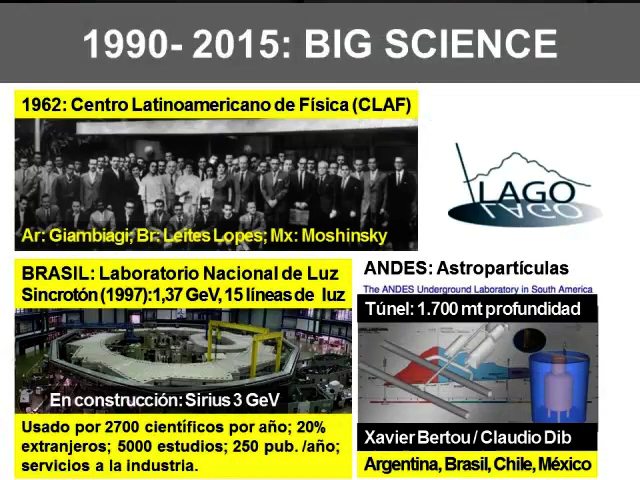 1990- 2015: BIG SCIENCE
1962: Centro Latinoamericano de Física (CLAF)
Ar: Giambiagi; Br: Leites Lopes; Mx: Moshinsky
LAGO
BRASIL: Laboratorio Nacional de Luz
Sincrotón (1997):1,37 GeV, 15 líneas de luz
En construcción: Sirius 3 GeV
Usado por 2700 científicos por año; 20%
extranjeros; 5000 estudios; 250 pub. /año;
servicios a la industria.
ANDES: Astropartículas
The ANDES Underground Laboratory in South America
Túnel: 1.700 mt profundidad
Xavier Bertou / Claudio Dib
Argentina, Brasil, Chile, México